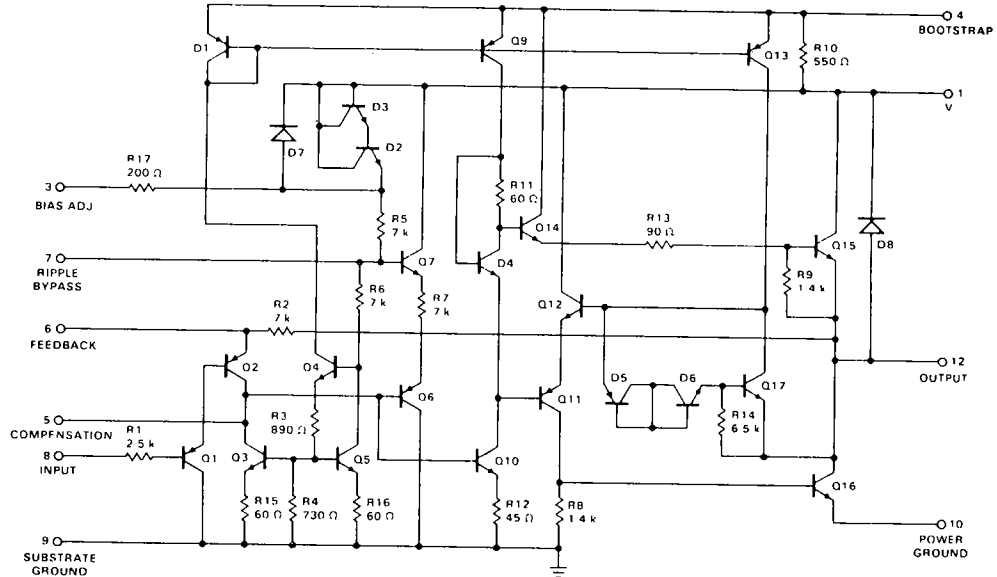 4
BOOTSTRAP
D1
Q9
Q13
R10
550 Ω
1
V
D3
D7
D2
R17
200 Ω
3
BIAS ADJ
R11
60 Ω
R5
7 k
Q14
R13
90 Ω
Q15
D8
7
RIPPLE
BYPASS
Q7
D4
R9
1 4 k
R6
7 k
R7
7 k
Q12
R2
7 k
6
FEEDBACK
12
OUTPUT
Q2
Q4
Q6
Q11
D5
D6
Q17
R14
6 5 k
5
COMPENSATION
R3
890 Ω
R1
2 5 k
8
INPUT
Q1
Q3
Q5
Q10
Q16
R15
60 Ω
R4
730 Ω
R16
60 Ω
R12
45 Ω
R8
1 4 k
10
POWER
GROUND
9
SUBSTRATE
GROUND